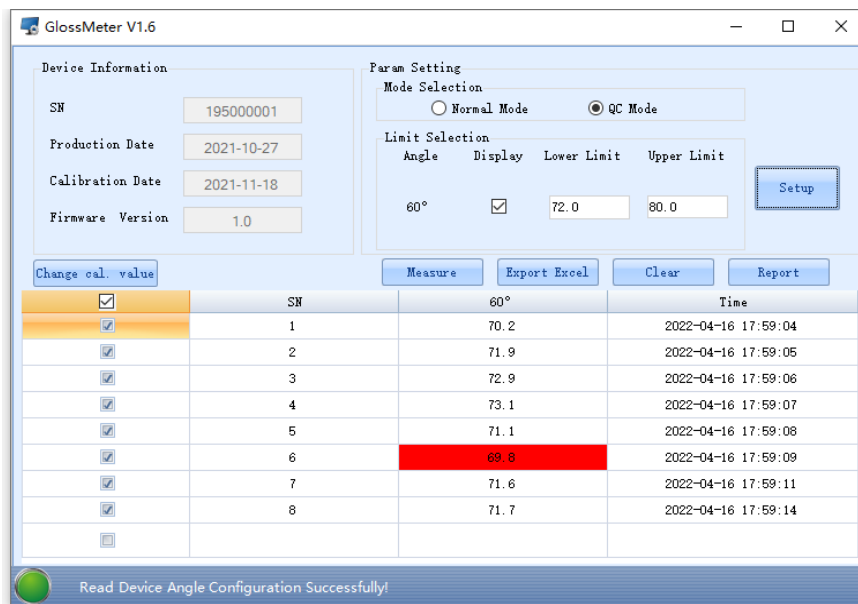 GlossMeter V1.6
Device Information
SN 195000001
Production Date 2021-10-27
Calibration Date 2021-11-18
Firmware Version 1.0
Param Setting
Mode Selection
Normal Mode QC Mode
Limit Selection
Angle Display Lower Limit Upper Limit
60° 72.0 80.0
Setup
Change cal. value Measure Export Excel Clear Report
SN 60° Time
1 70.2 2022-04-16 17:59:04
2 71.9 2022-04-16 17:59:05
3 72.9 2022-04-16 17:59:06
4 73.1 2022-04-16 17:59:07
5 71.1 2022-04-16 17:59:08
6 69.8 2022-04-16 17:59:09
7 71.6 2022-04-16 17:59:11
8 71.7 2022-04-16 17:59:14
Read Device Angle Configuration Successfully!